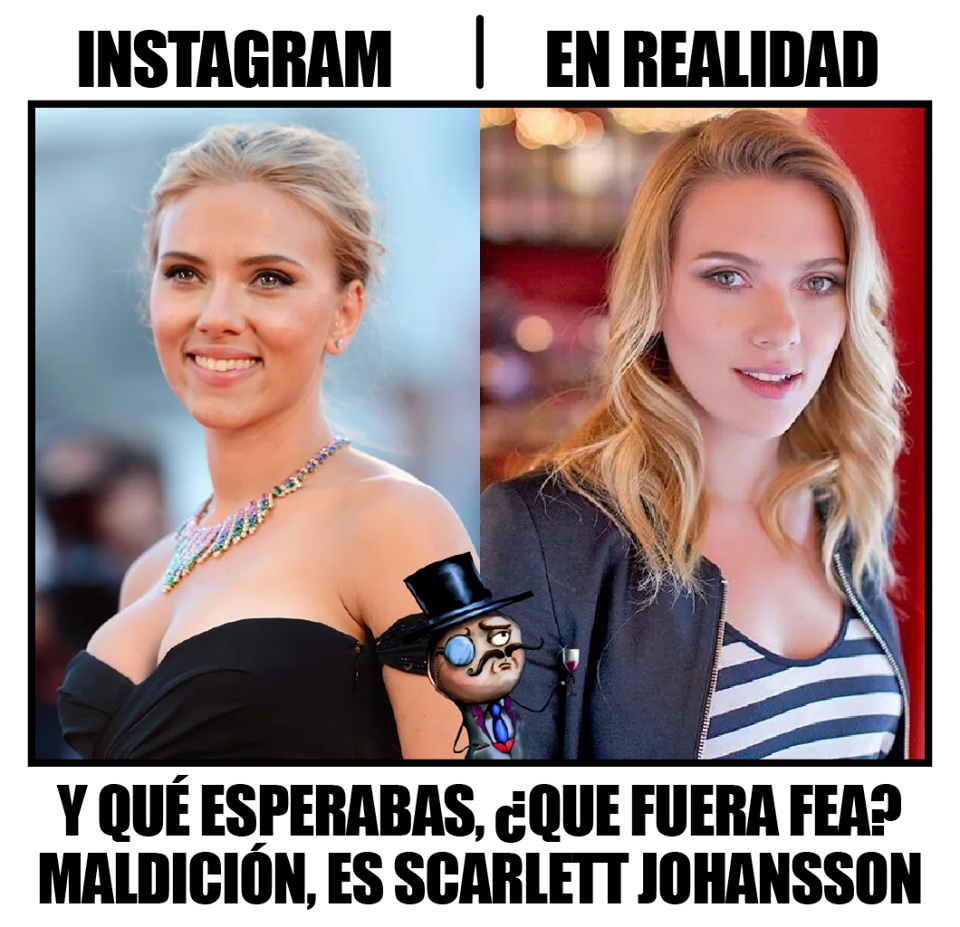 INSTAGRAM | EN REALIDAD
Y QUÉ ESPERABAS, ¿QUE FUERA FEA?
MALDICIÓN, ES SCARLETT JOHANSSON